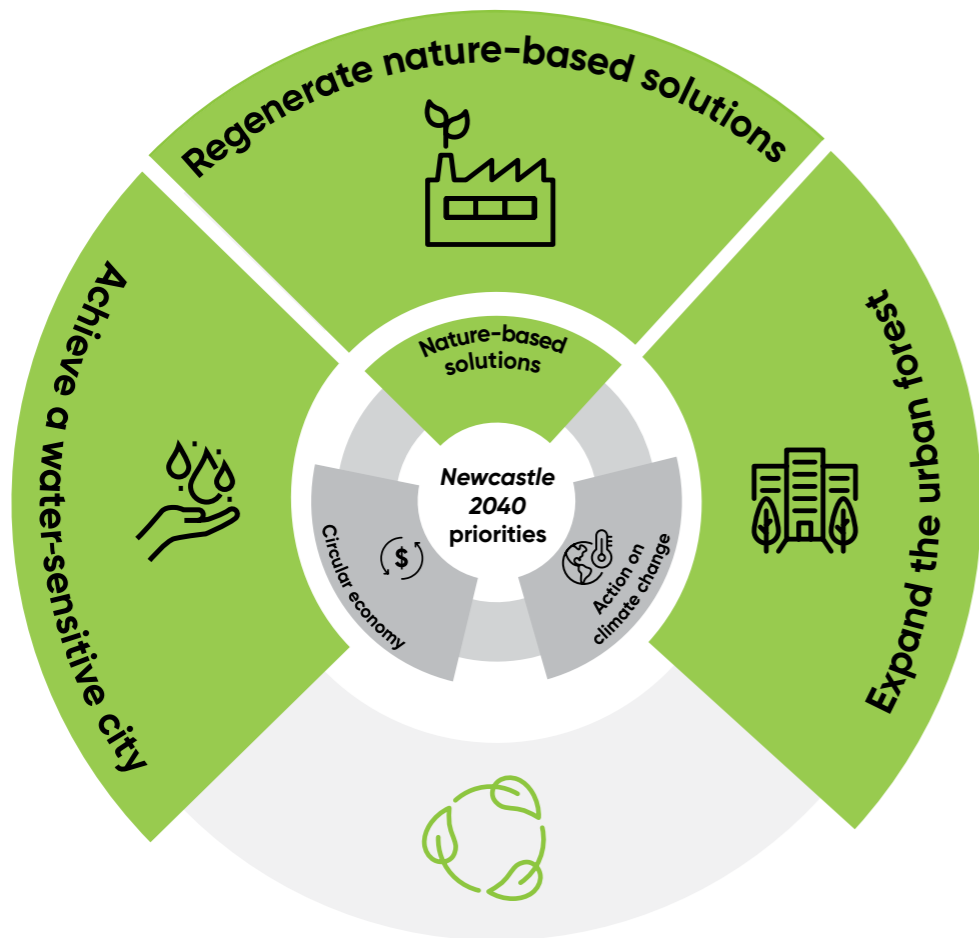 Regenerate nature-based solutions
Achieve a water-sensitive city
Expand the urban forest
Nature-based
solutions
Newcastle
2040
priorities
Circular economy
$
Action on
climate change